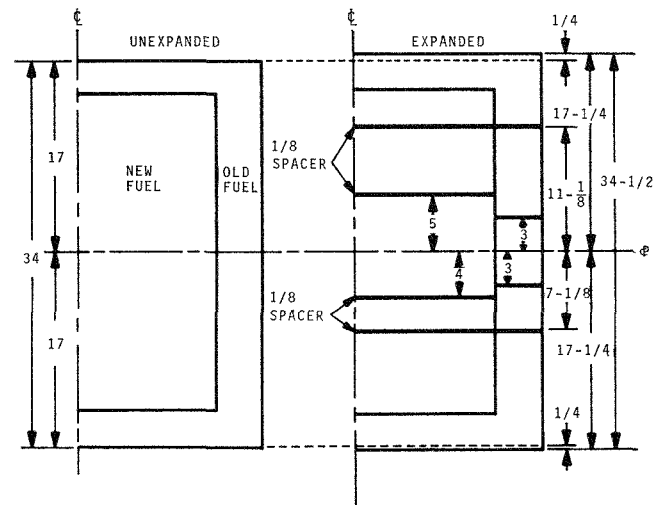 ℄
UNEXPANDED
℄
EXPANDED
1/4
17
NEW
FUEL
OLD
FUEL
1/8
SPACER
17-1/4
11-1/8
34-1/2
5
3
34
℄
4
3
7-1/8
1/8
SPACER
17
17-1/4
1/4